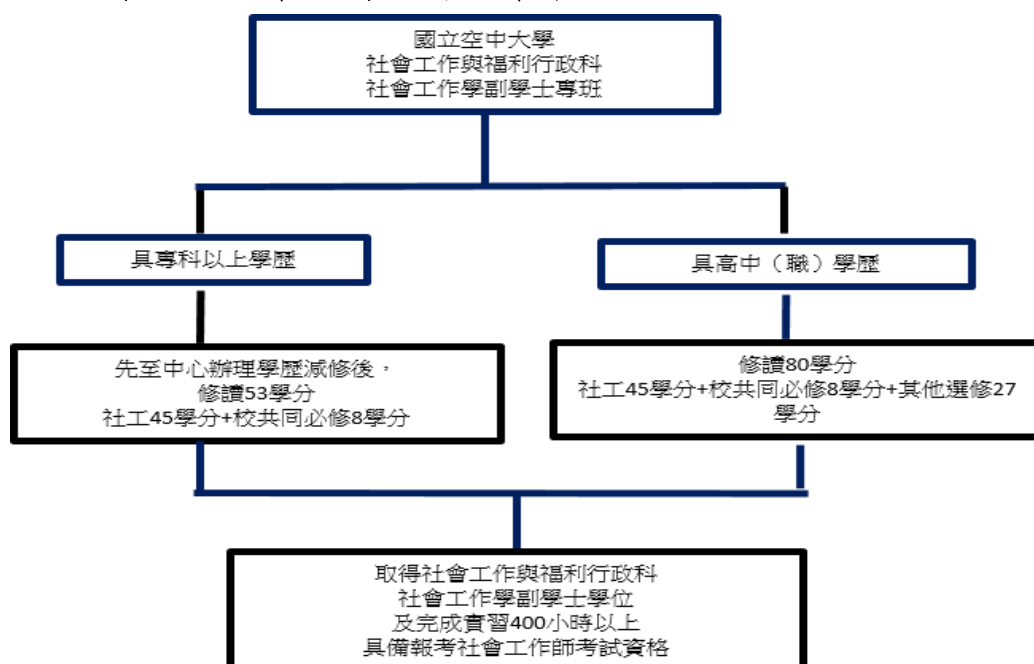 國立空中大學
社會工作與福利行政科
社會工作學副學士專班
具專科以上學歷
具高中（職）學歷
先至中心辦理學歷減修後，
修讀53學分
社工45學分+校共同必修8學分
修讀80學分
社工45學分+校共同必修8學分+其他選修27
學分
取得社會工作與福利行政科
社會工作學副學士學位
及完成實習400小時以上
具備報考社會工作師考試資格